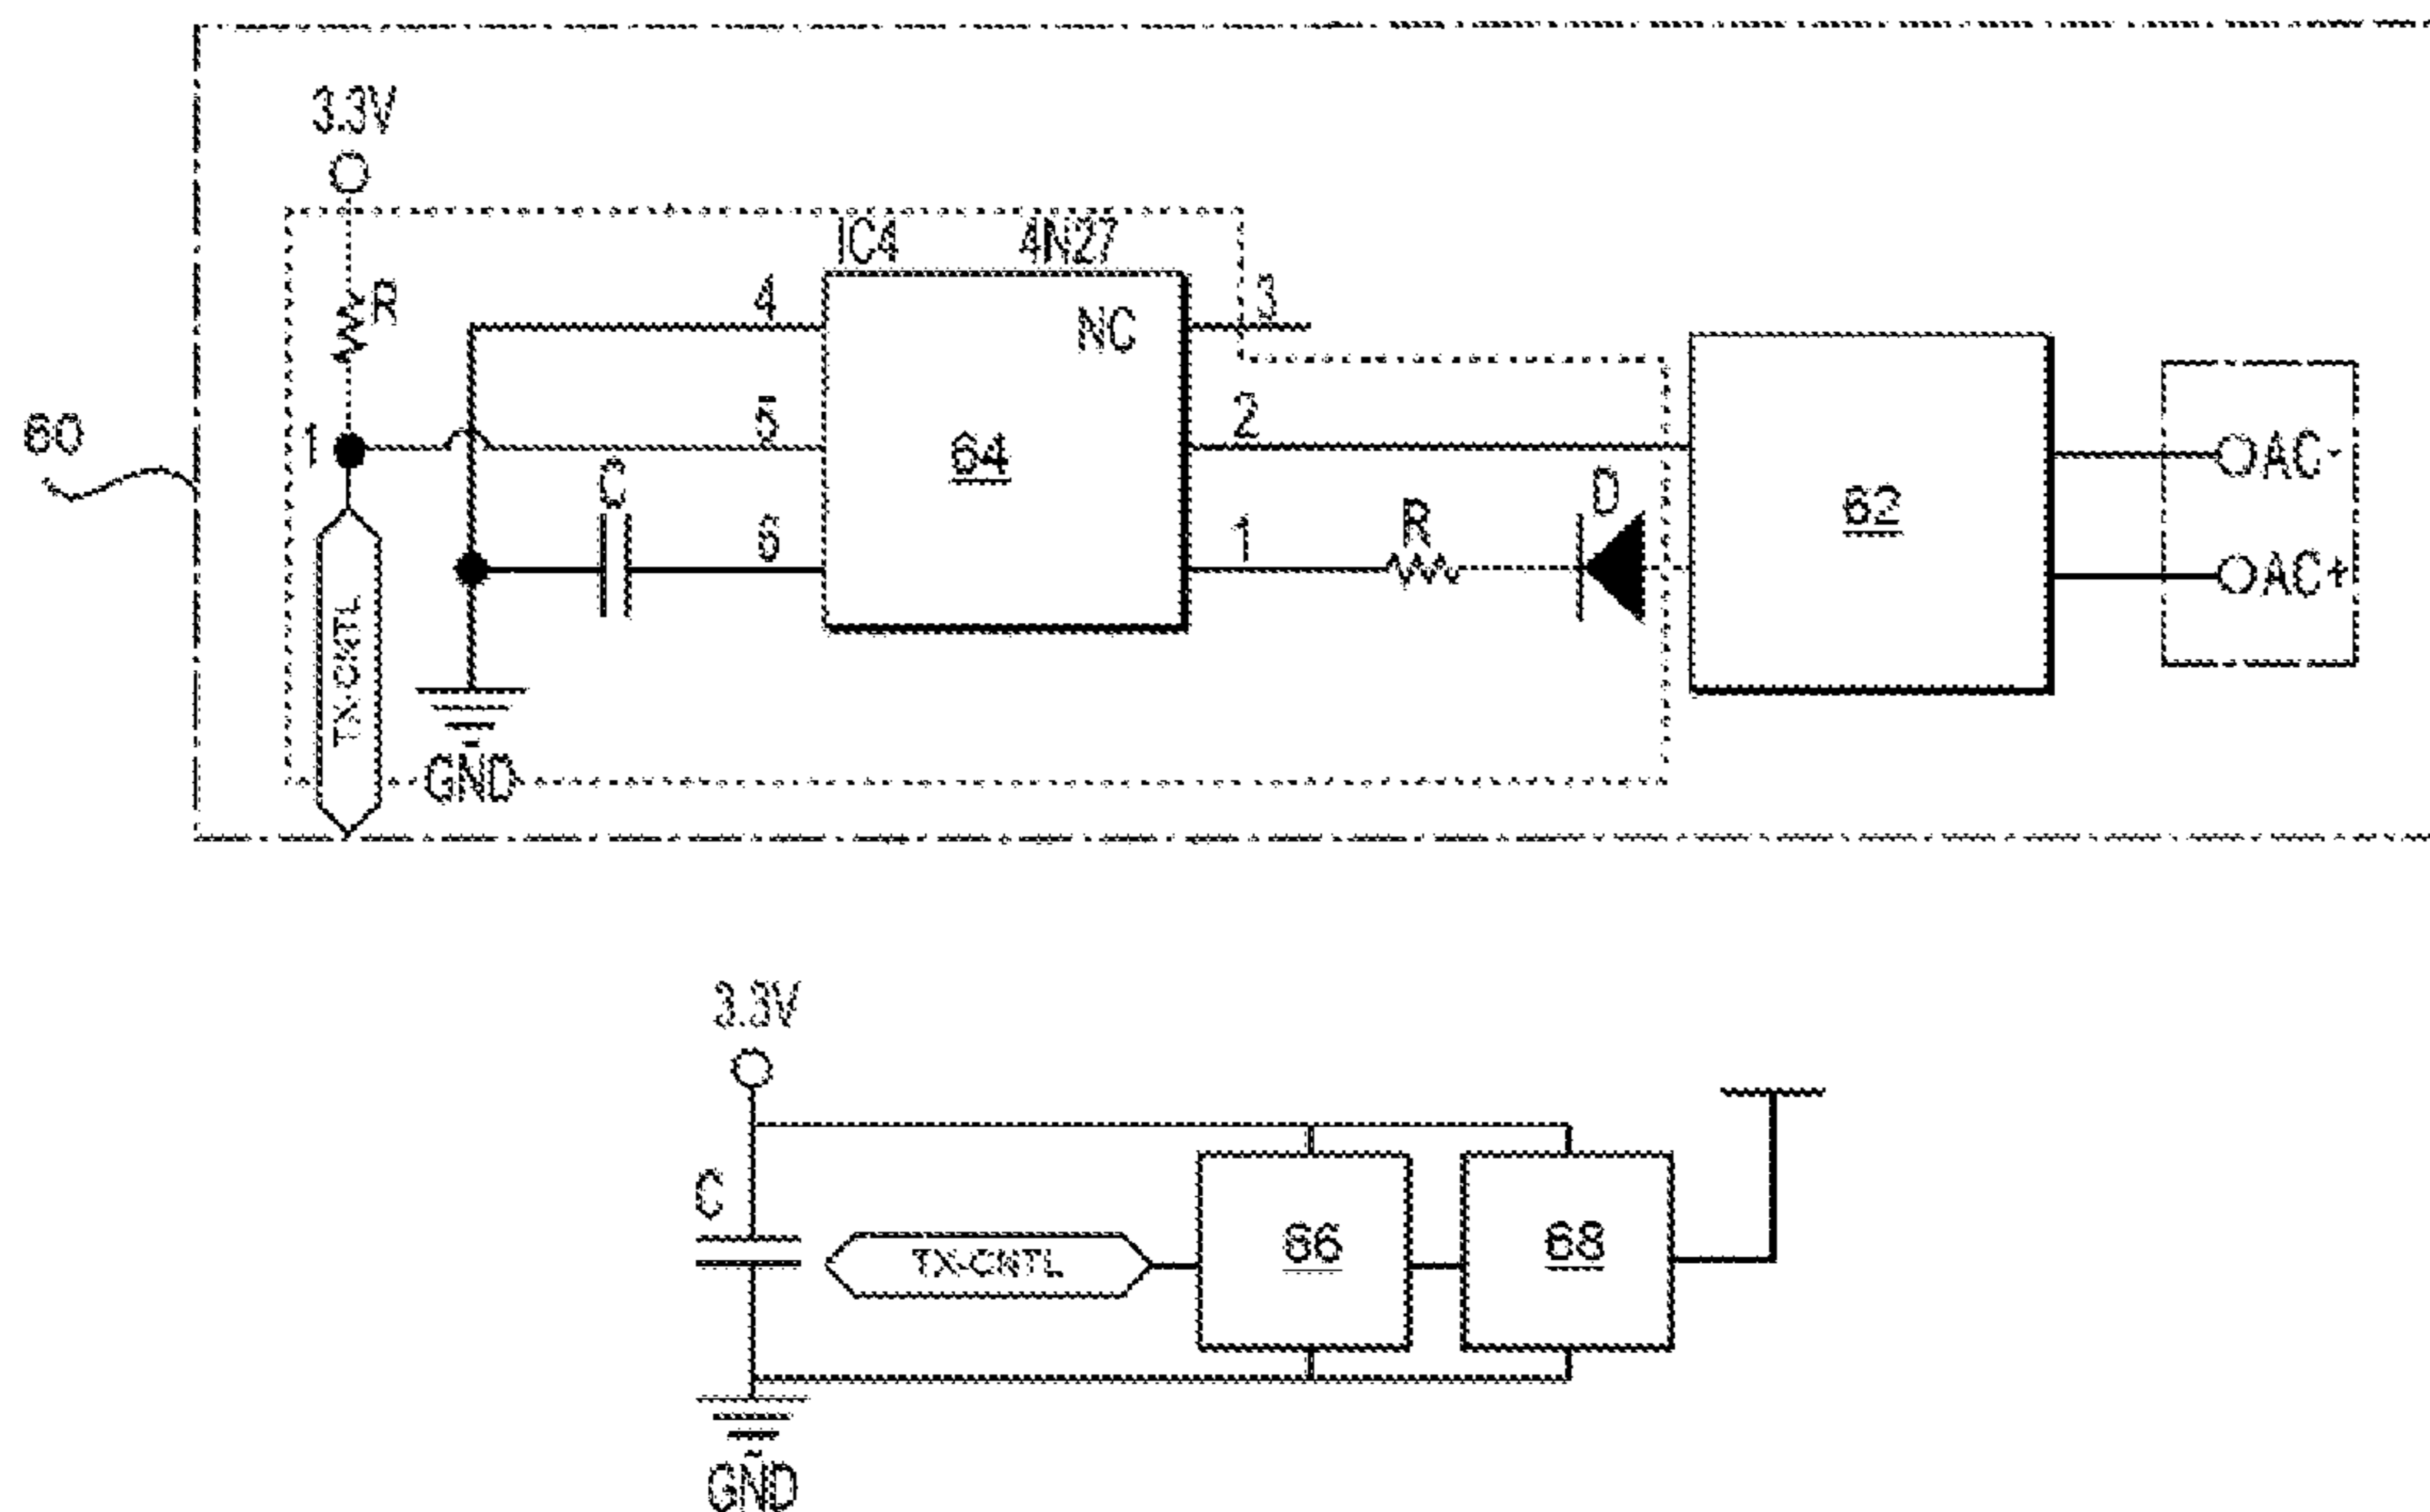 3.3V
IC4 4N27
R
4
NC
3
60
1
5
2
64
C
6
1
R
D
62
AC-
AC+
TX-CNTL
GND
3.3V
C
TX-CNTL
66
68
GND